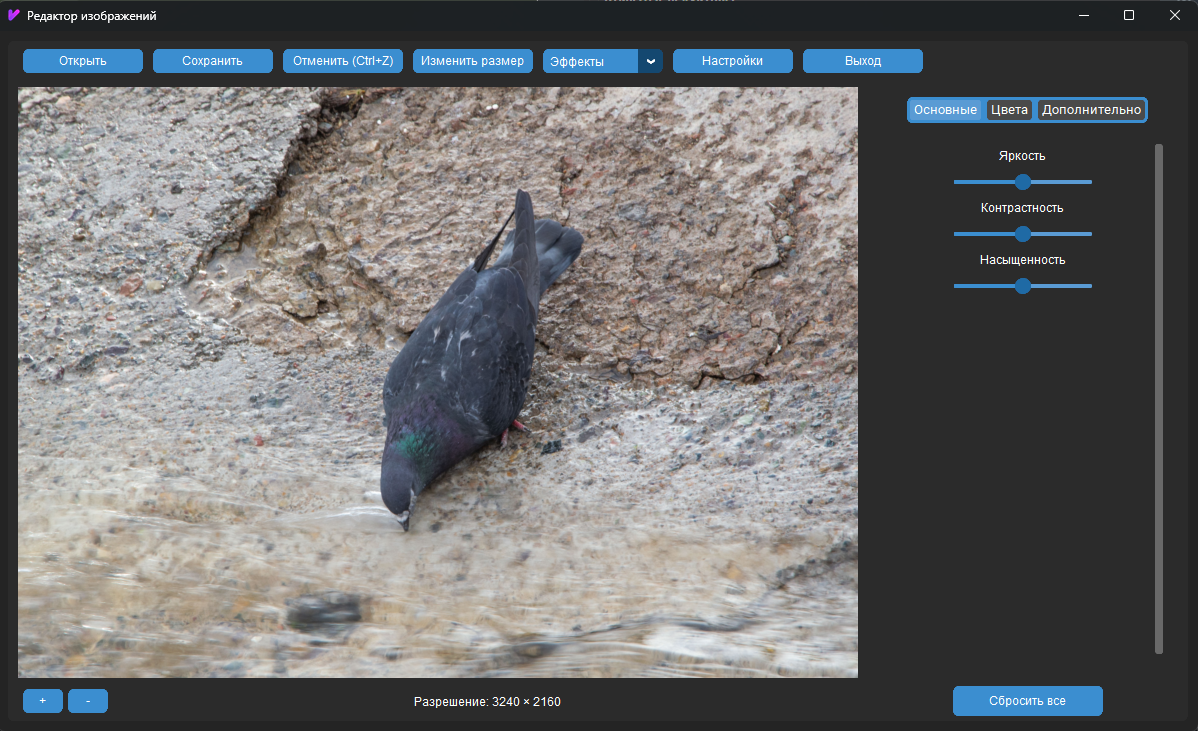 Редактор изображений
Открыть Сохранить Отменить (Ctrl+Z) Изменить размер Эффекты Настройки Выход
Основные Цвета Дополнительно
Яркость
Контрастность
Насыщенность
+ - Разрешение: 3240 × 2160 Сбросить все